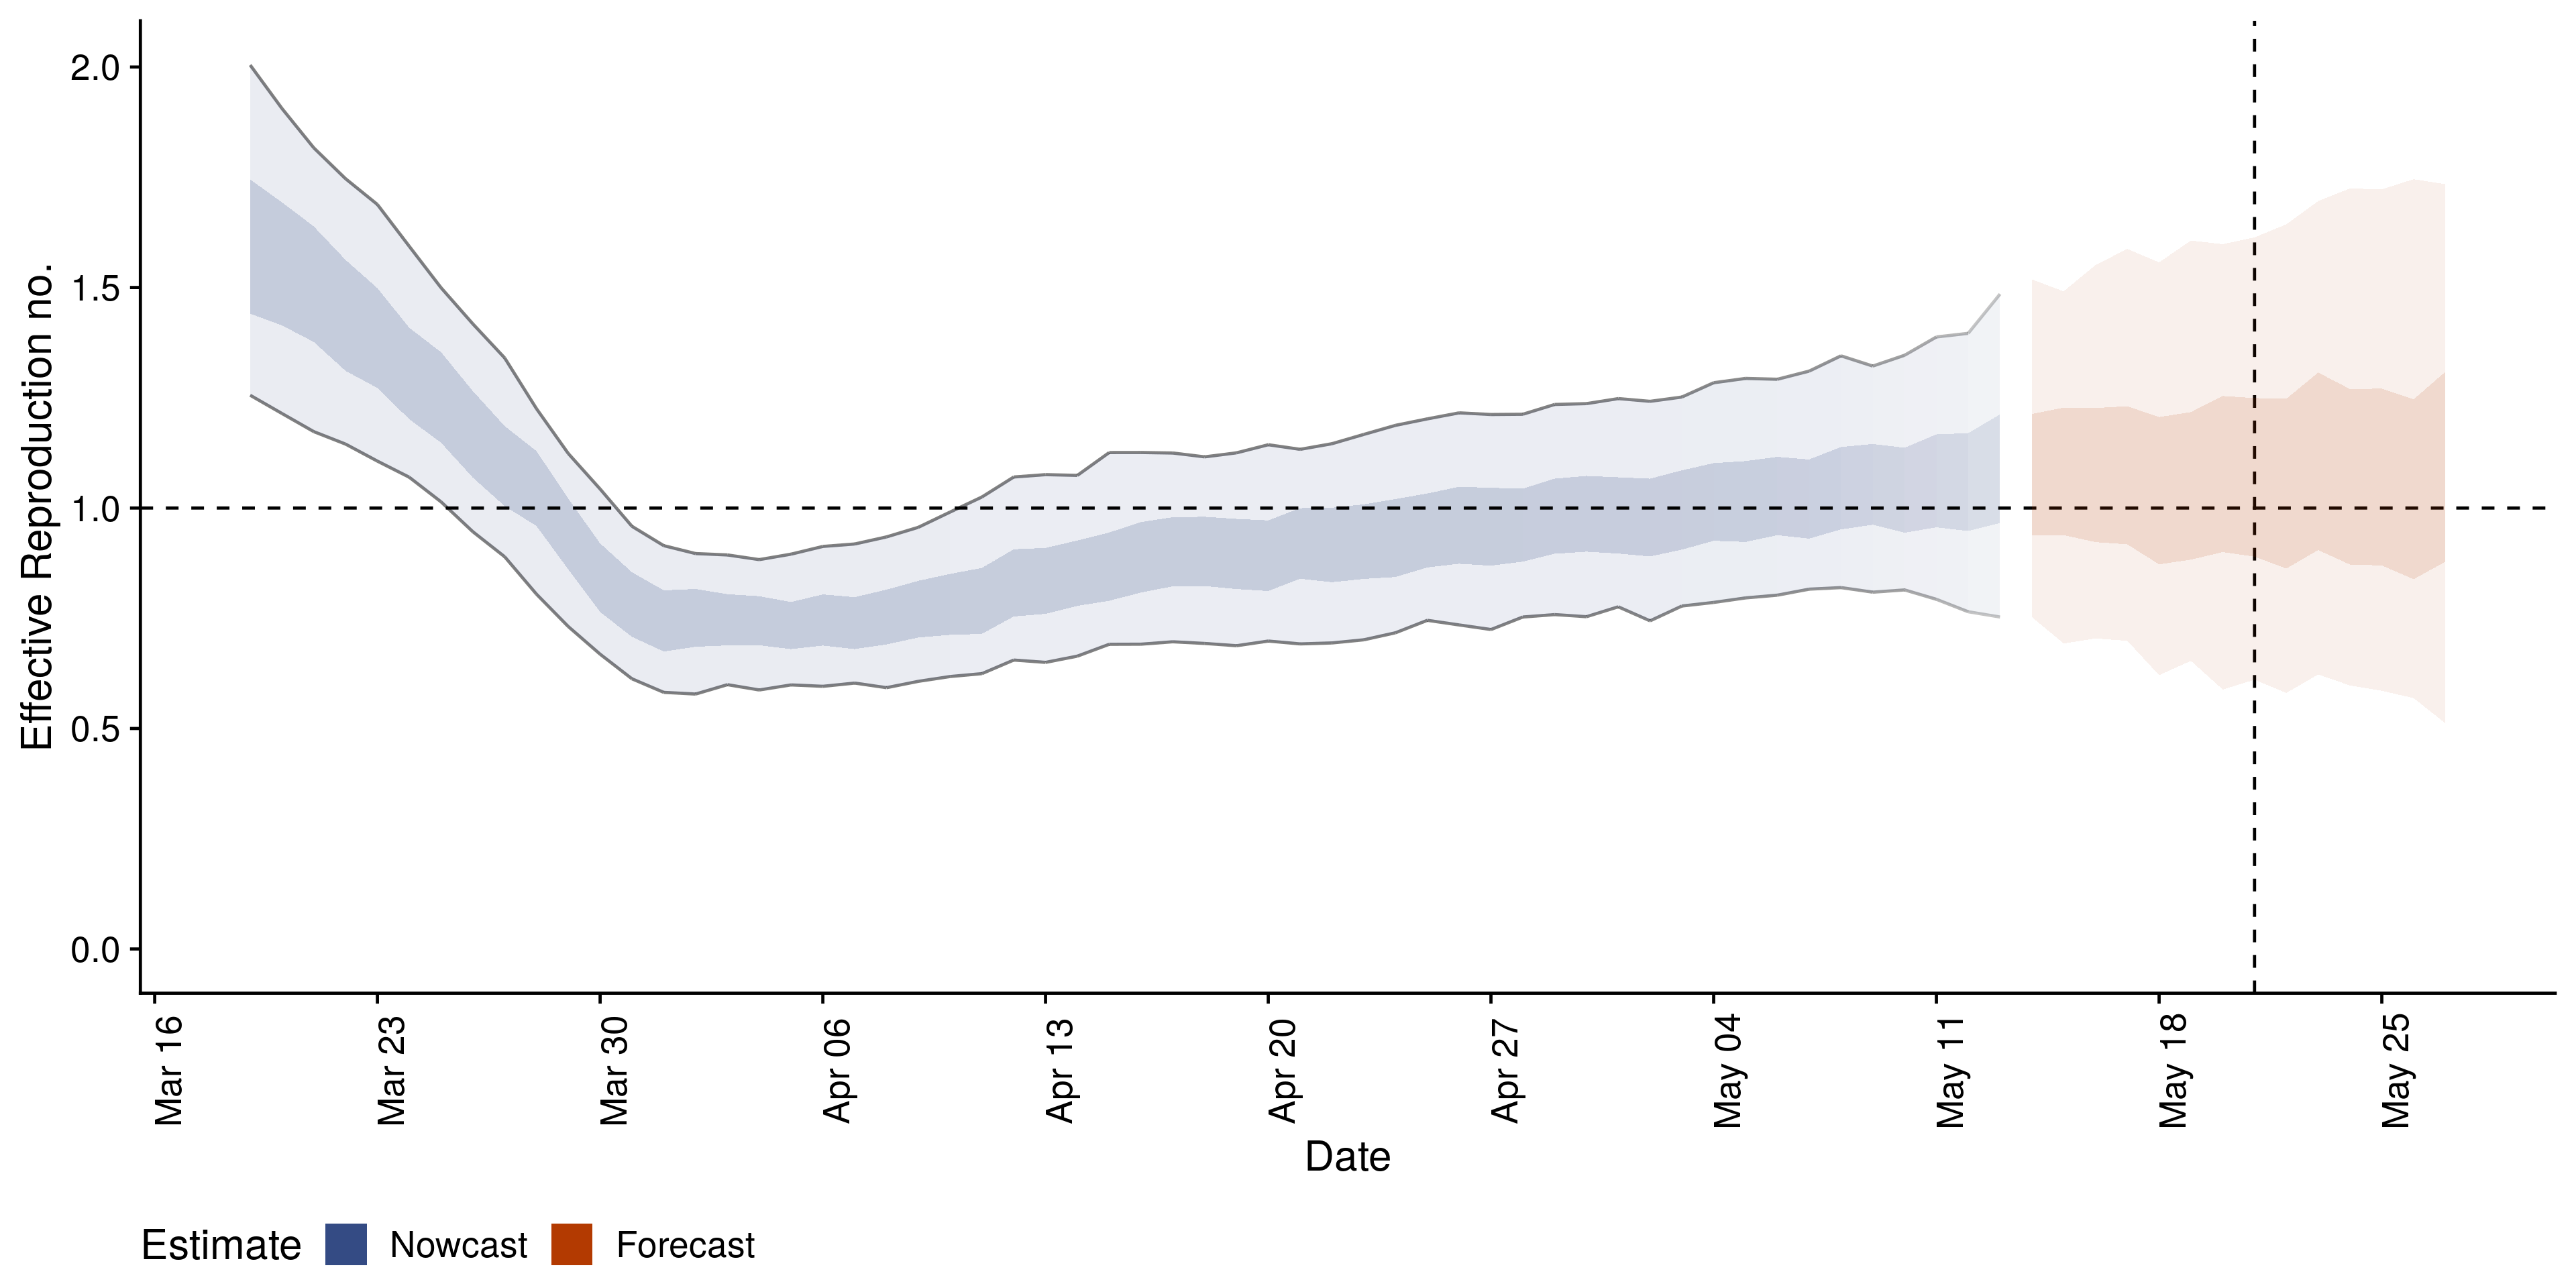 Effective Reproduction no.
2.0
1.5
1.0
0.5
0.0
Mar 16
Mar 23
Mar 30
Apr 06
Apr 13
Apr 20
Apr 27
May 04
May 11
May 18
May 25
Date
Estimate Nowcast Forecast